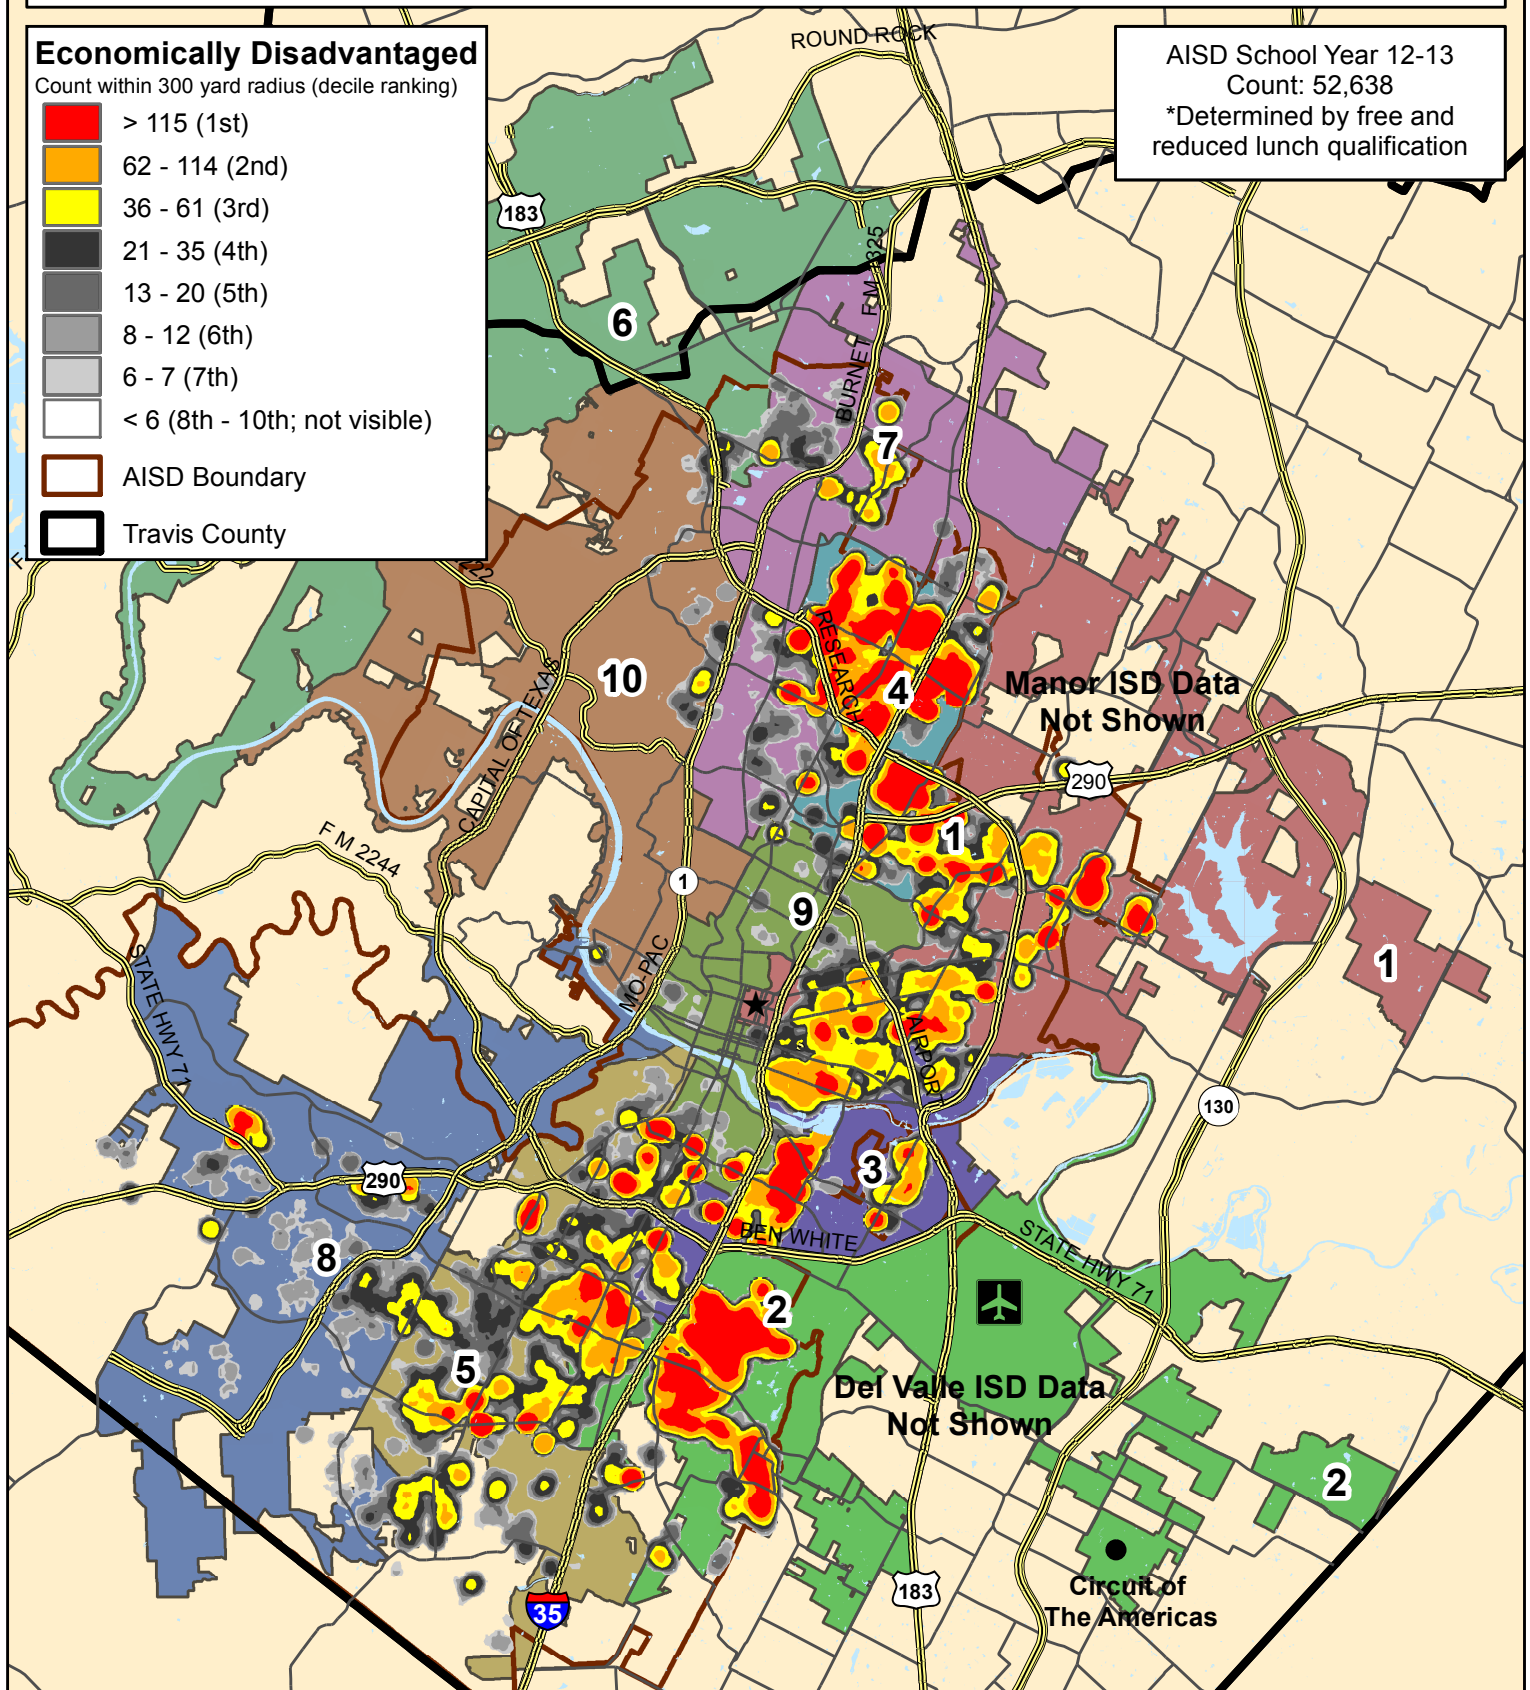 Economically Disadvantaged
Count within 300 yard radius (decile ranking)
> 115 (1st)
62 - 114 (2nd)
36 - 61 (3rd)
21 - 35 (4th)
13 - 20 (5th)
8 - 12 (6th)
6 - 7 (7th)
< 6 (8th - 10th; not visible)
AISD Boundary
Travis County
AISD School Year 12-13
Count: 52,638
*Determined by free and
reduced lunch qualification
ROUND ROCK
183
6
BURNET
7
222
10
CAPITAL OF TEXAS
RESEARCH
4
Manor ISD Data
Not Shown
290
1
F M 2244
1
9
1
MO-PAC
STATE HWY 71
AIRPORT
130
290
3
BEN WHITE
STATE HWY 71
8
2
5
Del Valle ISD Data
Not Shown
2
Circuit of
The Americas
183
35